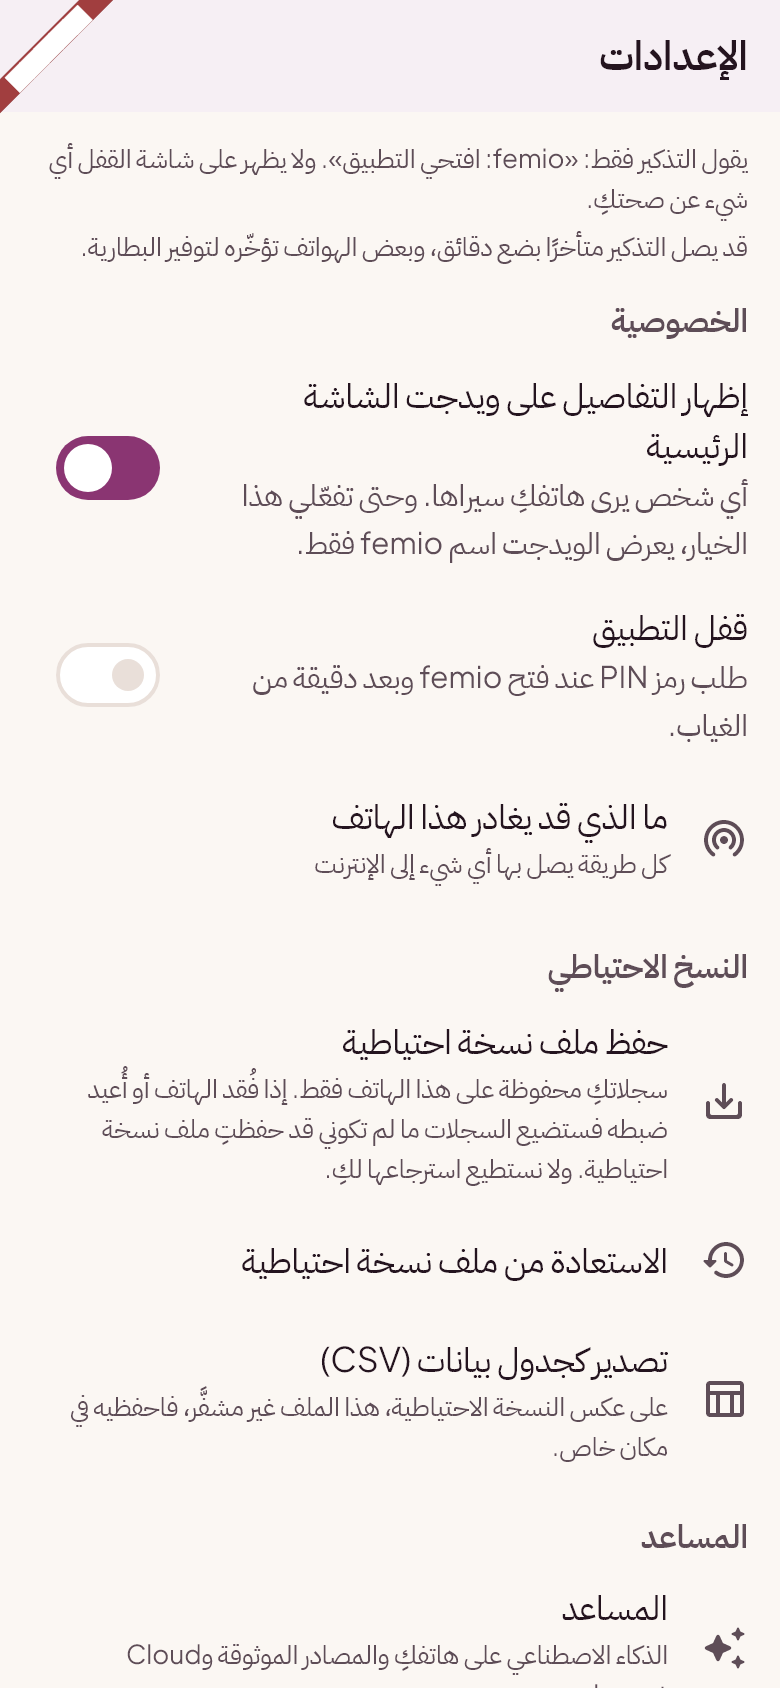 الإعدادات
يقول التذكير فقط: «femio: افتحي التطبيق». ولا يظهر على شاشة القفل أي
شيء عن صحتكِ.
قد يصل التذكير متأخرًا بضع دقائق، وبعض الهواتف تؤخّره لتوفير البطارية.
الخصوصية
إظهار التفاصيل على ويدجت الشاشة
الرئيسية
أي شخص يرى هاتفكِ سيراها. وحتى تفعّلي هذا
الخيار، يعرض الويدجت اسم femio فقط.
قفل التطبيق
طلب رمز PIN عند فتح femio وبعد دقيقة من
الغياب.
ما الذي قد يغادر هذا الهاتف
كل طريقة يصل بها أي شيء إلى الإنترنت
النسخ الاحتياطي
حفظ ملف نسخة احتياطية
سجلاتكِ محفوظة على هذا الهاتف فقط. إذا فُقد الهاتف أو أُعيد
ضبطه فستضيع السجلات ما لم تكوني قد حفظتِ ملف نسخة
احتياطية. ولا نستطيع استرجاعها لكِ.
الاستعادة من ملف نسخة احتياطية
تصدير كجدول بيانات (CSV)
على عكس النسخة الاحتياطية، هذا الملف غير مشفَّر، فاحفظيه في
مكان خاص.
المساعد
المساعد
الذكاء الاصطناعي على هاتفكِ والمصادر الموثوقة وCloud